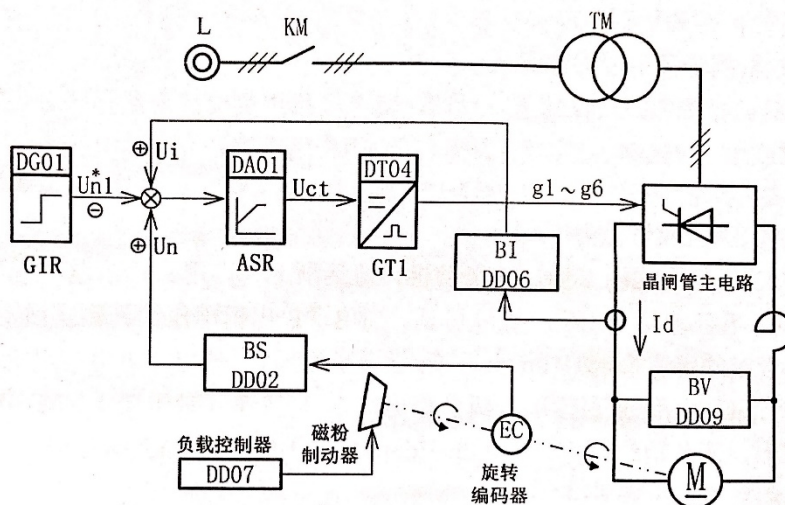 L
KM
TM
DG01
Un1*
⊖
GIR
⊕ Ui
⊕ Un
DA01
ASR
Uct
DT04
GT1
g1～g6
晶闸管主电路
BI
DD06
Id
BS
DD02
BV
DD09
磁粉
制动器
负载控制器
DD07
EC
旋转
编码器
M